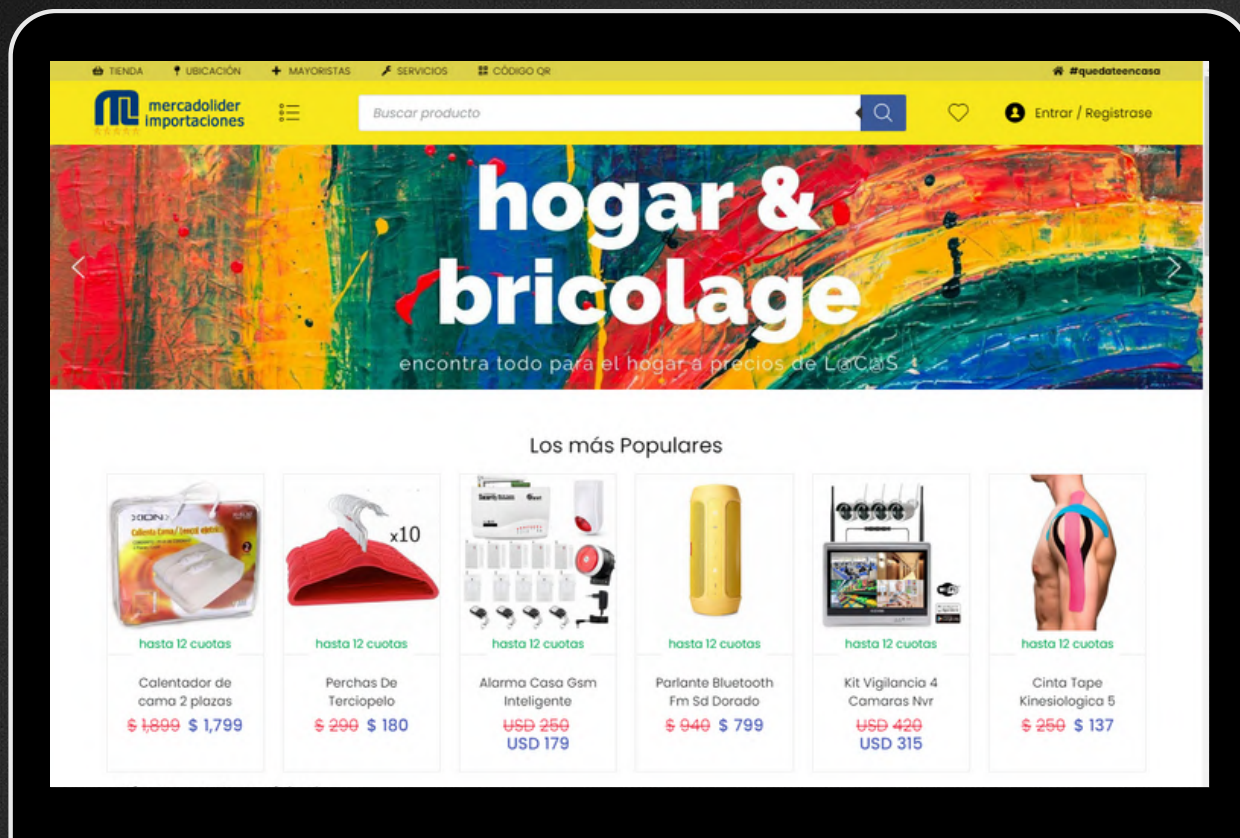 TIENDA UBICACIÓN MAYORISTAS SERVICIOS CÓDIGO QR #quedateencasa
mercadolider
importaciones
Buscar producto
Entrar / Registrase
hogar &
bricolage
encontra todo para el hogar a precios de L@C@S
Los más Populares
XION
Calienta Cama/
2
x10
hasta 12 cuotas hasta 12 cuotas hasta 12 cuotas hasta 12 cuotas hasta 12 cuotas hasta 12 cuotas
Calentador de
cama 2 plazas
$ 1,899 $ 1,799
Perchas De
Terciopelo
$ 290 $ 180
Alarma Casa Gsm
Inteligente
USD 250
USD 179
Parlante Bluetooth
Fm Sd Dorado
$ 940 $ 799
Kit Vigilancia 4
Camaras Nvr
USD 420
USD 315
Cinta Tape
Kinesiologica 5
$ 250 $ 137